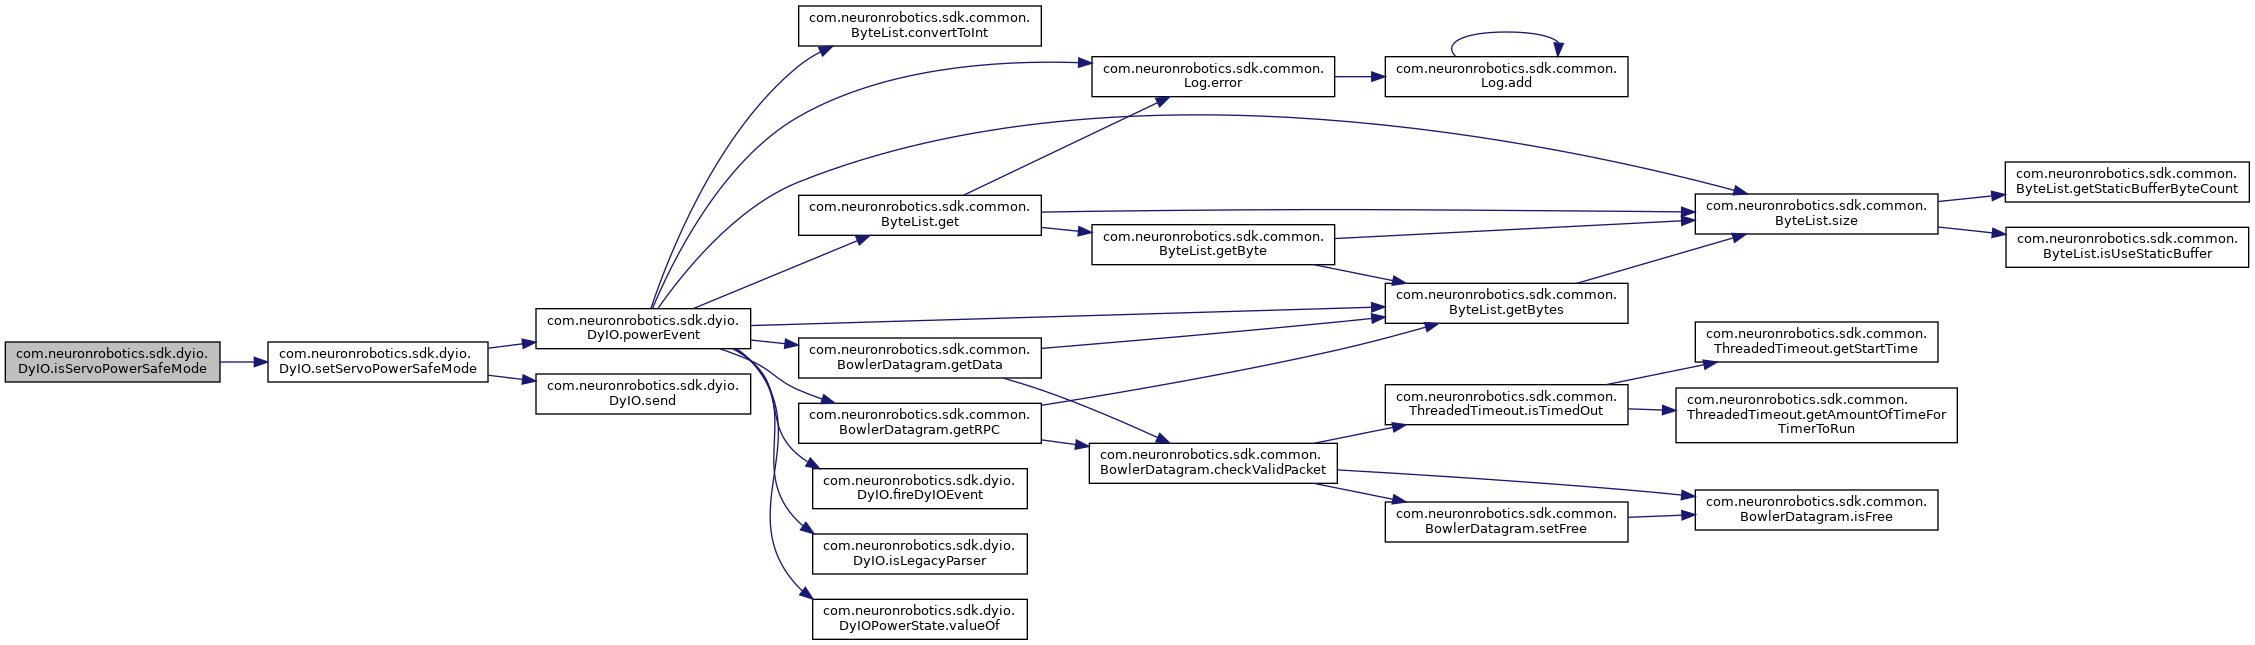 com.neuronrobotics.sdk.dyio.
DyIO.isServoPowerSafeMode
com.neuronrobotics.sdk.dyio.
DyIO.setServoPowerSafeMode
com.neuronrobotics.sdk.dyio.
DyIO.powerEvent
com.neuronrobotics.sdk.dyio.
DyIO.send
com.neuronrobotics.sdk.common.
ByteList.convertToInt
com.neuronrobotics.sdk.common.
ByteList.get
com.neuronrobotics.sdk.common.
BowlerDatagram.getData
com.neuronrobotics.sdk.common.
BowlerDatagram.getRPC
com.neuronrobotics.sdk.dyio.
DyIO.fireDyIOEvent
com.neuronrobotics.sdk.dyio.
DyIO.isLegacyParser
com.neuronrobotics.sdk.dyio.
DyIOPowerState.valueOf
com.neuronrobotics.sdk.common.
Log.error
com.neuronrobotics.sdk.common.
ByteList.getByte
com.neuronrobotics.sdk.common.
BowlerDatagram.checkValidPacket
com.neuronrobotics.sdk.common.
Log.add
com.neuronrobotics.sdk.common.
ByteList.getBytes
com.neuronrobotics.sdk.common.
ThreadedTimeout.isTimedOut
com.neuronrobotics.sdk.common.
BowlerDatagram.setFree
com.neuronrobotics.sdk.common.
ByteList.size
com.neuronrobotics.sdk.common.
ThreadedTimeout.getStartTime
com.neuronrobotics.sdk.common.
ThreadedTimeout.getAmountOfTimeFor
TimerToRun
com.neuronrobotics.sdk.common.
BowlerDatagram.isFree
com.neuronrobotics.sdk.common.
ByteList.getStaticBufferByteCount
com.neuronrobotics.sdk.common.
ByteList.isUseStaticBuffer